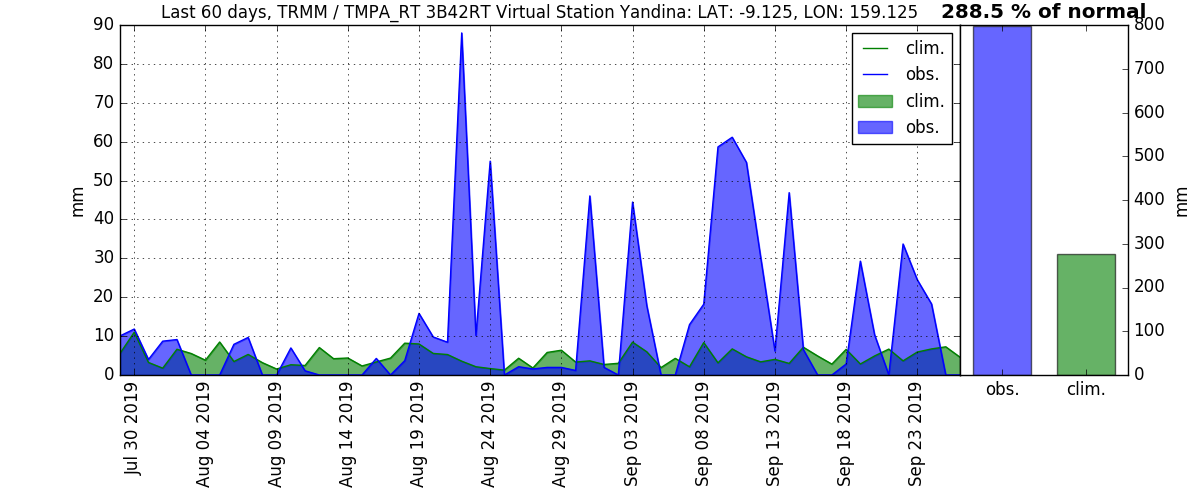 Last 60 days, TRMM / TMPA_RT 3B42RT Virtual Station Yandina: LAT: -9.125, LON: 159.125
288.5 % of normal
90
80
70
60
50
40
30
20
10
0
mm
clim.
obs.
clim.
obs.
800
700
600
500
400
300
200
100
0
mm
Jul 30 2019
Aug 04 2019
Aug 09 2019
Aug 14 2019
Aug 19 2019
Aug 24 2019
Aug 29 2019
Sep 03 2019
Sep 08 2019
Sep 13 2019
Sep 18 2019
Sep 23 2019
obs.
clim.